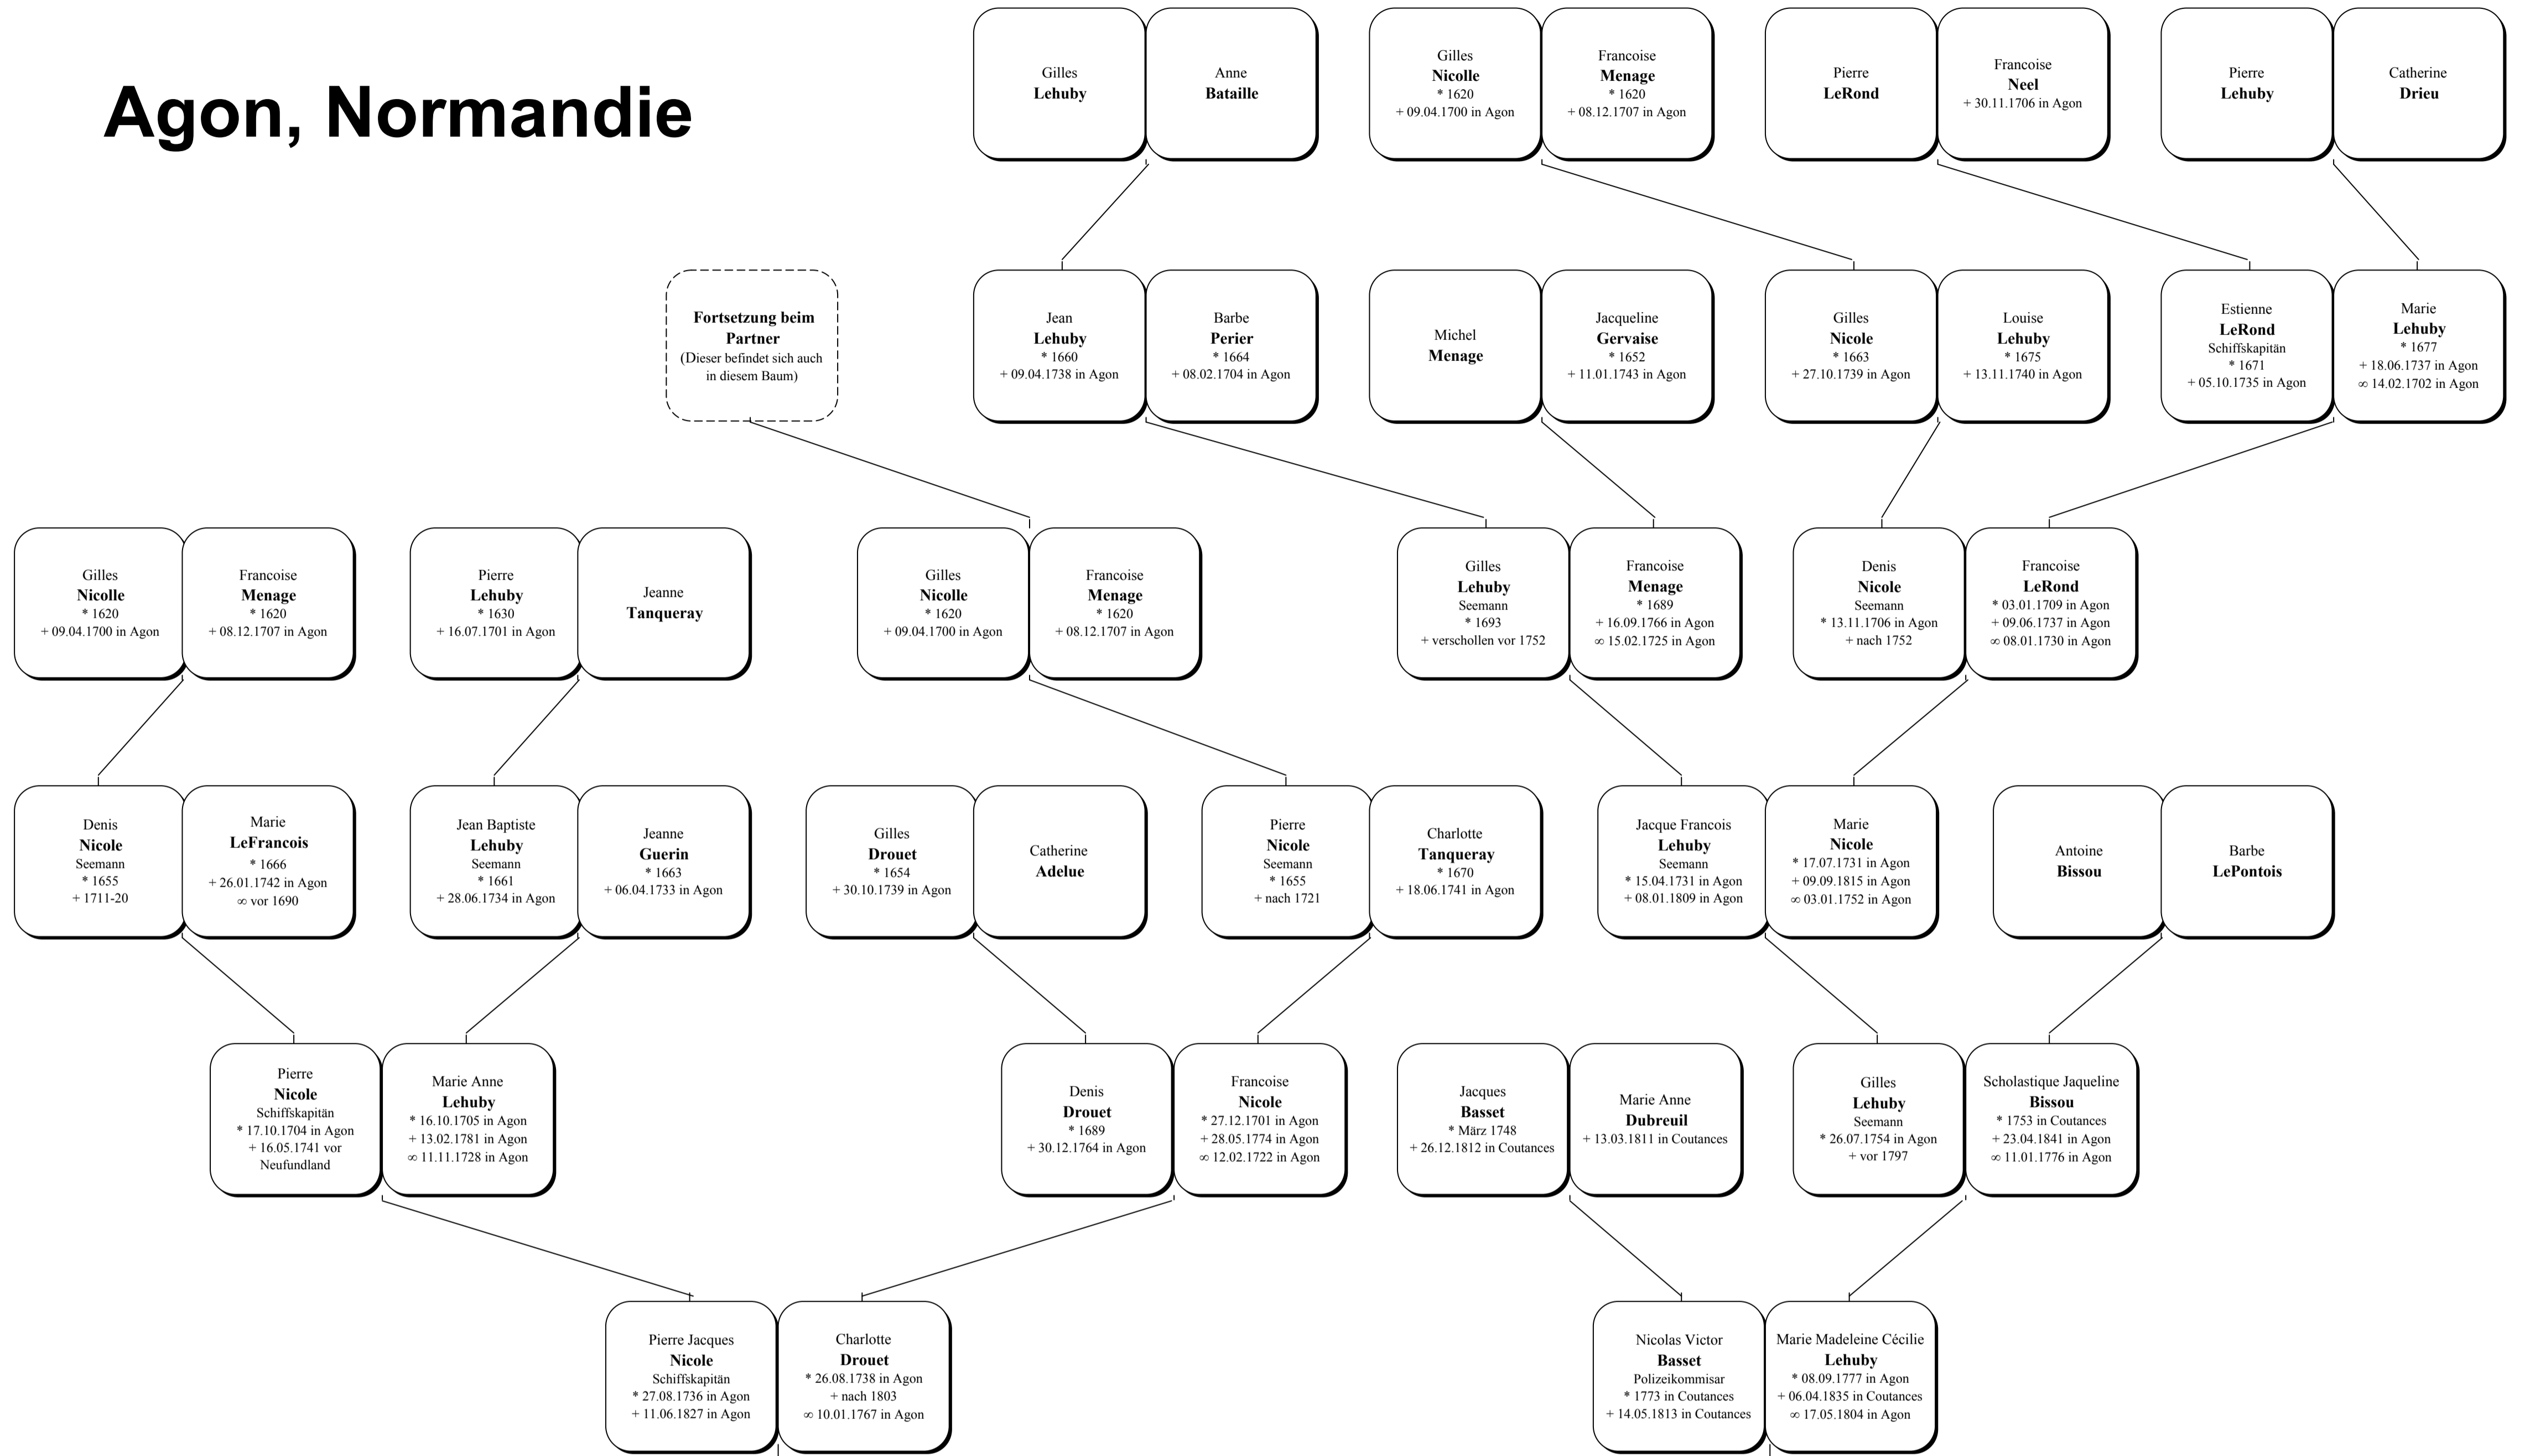 Agon, Normandie
Gilles
Lehuby
Anne
Bataille
Gilles
Nicolle
* 1620
+ 09.04.1700 in Agon
Francoise
Menage
* 1620
+ 08.12.1707 in Agon
Pierre
LeRond
Francoise
Neel
+ 30.11.1706 in Agon
Pierre
Lehuby
Catherine
Drieu
Fortsetzung beim
Partner
(Dieser befindet sich auch
in diesem Baum)
Jean
Lehuby
* 1660
+ 09.04.1738 in Agon
Barbe
Perier
* 1664
+ 08.02.1704 in Agon
Michel
Menage
Jacqueline
Gervaise
* 1652
+ 11.01.1743 in Agon
Gilles
Nicole
* 1663
+ 27.10.1739 in Agon
Louise
Lehuby
* 1675
+ 13.11.1740 in Agon
Estienne
LeRond
Schiffskapitän
* 1671
+ 05.10.1735 in Agon
Marie
Lehuby
* 1677
+ 18.06.1737 in Agon
∞ 14.02.1702 in Agon
Gilles
Nicolle
* 1620
+ 09.04.1700 in Agon
Francoise
Menage
* 1620
+ 08.12.1707 in Agon
Pierre
Lehuby
* 1630
+ 16.07.1701 in Agon
Jeanne
Tanqueray
Gilles
Nicolle
* 1620
+ 09.04.1700 in Agon
Francoise
Menage
* 1620
+ 08.12.1707 in Agon
Gilles
Lehuby
Seemann
* 1693
+ verschollen vor 1752
Francoise
Menage
* 1689
+ 16.09.1766 in Agon
∞ 15.02.1725 in Agon
Denis
Nicole
Seemann
* 13.11.1706 in Agon
+ nach 1752
Francoise
LeRond
* 03.01.1709 in Agon
+ 09.06.1737 in Agon
∞ 08.01.1730 in Agon
Denis
Nicole
Seemann
* 1655
+ 1711-20
Marie
LeFrancois
* 1666
+ 26.01.1742 in Agon
∞ vor 1690
Jean Baptiste
Lehuby
Seemann
* 1661
+ 28.06.1734 in Agon
Jeanne
Guerin
* 1663
+ 06.04.1733 in Agon
Gilles
Drouet
* 1654
+ 30.10.1739 in Agon
Catherine
Adelue
Pierre
Nicole
Seemann
* 1655
+ nach 1721
Charlotte
Tanqueray
* 1670
+ 18.06.1741 in Agon
Jacque Francois
Lehuby
Seemann
* 15.04.1731 in Agon
+ 08.01.1809 in Agon
Marie
Nicole
* 17.07.1731 in Agon
+ 09.09.1815 in Agon
∞ 03.01.1752 in Agon
Antoine
Bissou
Barbe
LePontois
Pierre
Nicole
Schiffskapitän
* 17.10.1704 in Agon
+ 16.05.1741 vor
Neufundland
Marie Anne
Lehuby
* 16.10.1705 in Agon
+ 13.02.1781 in Agon
∞ 11.11.1728 in Agon
Denis
Drouet
* 1689
+ 30.12.1764 in Agon
Francoise
Nicole
* 27.12.1701 in Agon
+ 28.05.1774 in Agon
∞ 12.02.1722 in Agon
Jacques
Basset
* März 1748
+ 26.12.1812 in Coutances
Marie Anne
Dubreuil
+ 13.03.1811 in Coutances
Gilles
Lehuby
Seemann
* 26.07.1754 in Agon
+ vor 1797
Scholastique Jaqueline
Bissou
* 1753 in Coutances
+ 23.04.1841 in Agon
∞ 11.01.1776 in Agon
Pierre Jacques
Nicole
Schiffskapitän
* 27.08.1736 in Agon
+ 11.06.1827 in Agon
Charlotte
Drouet
* 26.08.1738 in Agon
+ nach 1803
∞ 10.01.1767 in Agon
Nicolas Victor
Basset
Polizeikommisar
* 1773 in Coutances
+ 14.05.1813 in Coutances
Marie Madeleine Cécilie
Lehuby
* 08.09.1777 in Agon
+ 06.04.1835 in Coutances
∞ 17.05.1804 in Agon